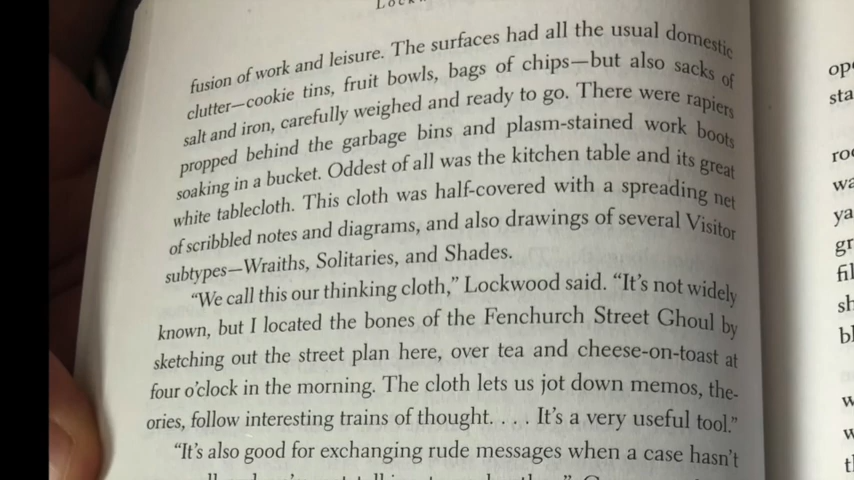 fusion of work and leisure. The surfaces had all the usual domestic
clutter—cookie tins, fruit bowls, bags of chips—but also sacks of
salt and iron, carefully weighed and ready to go. There were rapiers
propped behind the garbage bins and plasm-stained work boots
soaking in a bucket. Oddest of all was the kitchen table and its great
white tablecloth. This cloth was half-covered with a spreading net
of scribbled notes and diagrams, and also drawings of several Visitor
subtypes—Wraiths, Solitaries, and Shades.
“We call this our thinking cloth,” Lockwood said. “It’s not widely
known, but I located the bones of the Fenchurch Street Ghoul by
sketching out the street plan here, over tea and cheese-on-toast at
four o’clock in the morning. The cloth lets us jot down memos, the-
ories, follow interesting trains of thought. . . . It’s a very useful tool.”
“It’s also good for exchanging rude messages when a case hasn’t